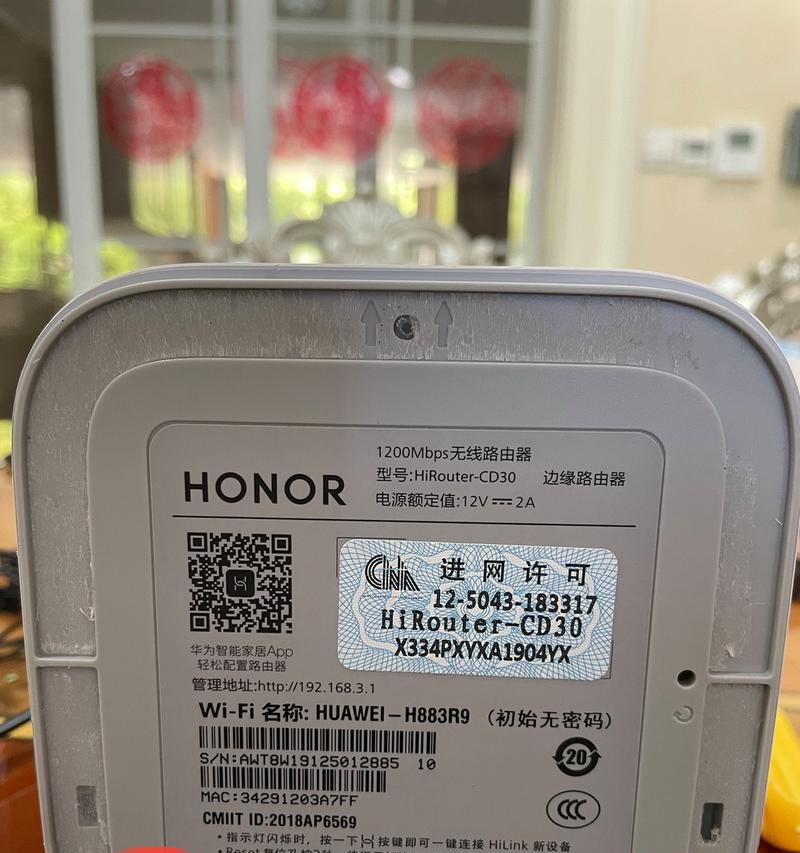 1200Mbps无线路由器
HONOR
型号:HiRouter-CD30 边缘路由器
电源额定值:12V⎓2A
CNA 进网许可
12-5043-183317
HiRouter-CD30
X334PXYXA1904YX
华为智能家居App
轻松配置路由器
管理地址:http://192.168.3.1
Wi-Fi 名称: HUAWEI-H883R9 (初始无密码)
S/N:AWT8W19125012885 10
20
MAC:34291203A7FF
CCC
CMIIT ID:2018AP6569
• 指示灯闪烁时, 按一下 按键即可一键连接 HiLink 新设备